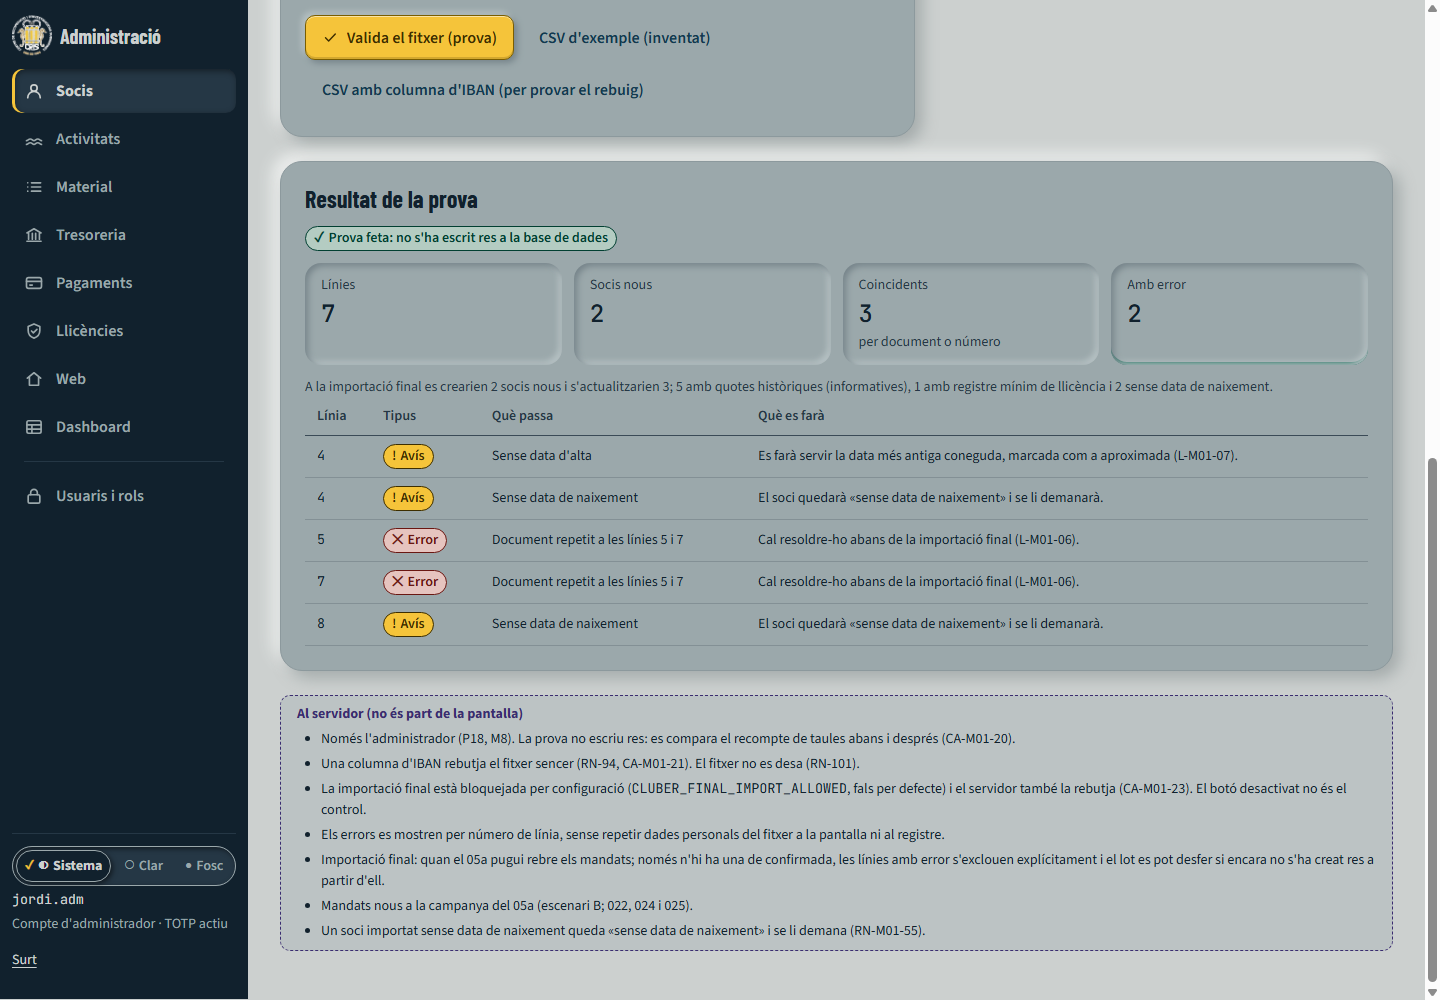 Administració
Socis
Activitats
Material
Tresoreria
Pagaments
Llicències
Web
Dashboard
Usuaris i rols
Sistema
Clar
Fosc
jordi.adm
Compte d'administrador · TOTP actiu
Surt
Valida el fitxer (prova)
CSV d'exemple (inventat)
CSV amb columna d'IBAN (per provar el rebuig)
Resultat de la prova
✓ Prova feta: no s'ha escrit res a la base de dades
Línies
7
Socis nous
2
Coincidents
3
per document o número
Amb error
2
A la importació final es crearien 2 socis nous i s'actualitzarien 3; 5 amb quotes històriques (informatives), 1 amb registre mínim de llicència i 2 sense data de naixement.
Línia Tipus Què passa Què es farà
4 ! Avís Sense data d'alta Es farà servir la data més antiga coneguda, marcada com a aproximada (L-M01-07).
4 ! Avís Sense data de naixement El soci quedarà «sense data de naixement» i se li demanarà.
5 ✕ Error Document repetit a les línies 5 i 7 Cal resoldre-ho abans de la importació final (L-M01-06).
7 ✕ Error Document repetit a les línies 5 i 7 Cal resoldre-ho abans de la importació final (L-M01-06).
8 ! Avís Sense data de naixement El soci quedarà «sense data de naixement» i se li demanarà.
Al servidor (no és part de la pantalla)
• Només l'administrador (P18, M8). La prova no escriu res: es compara el recompte de taules abans i després (CA-M01-20).
• Una columna d'IBAN rebutja el fitxer sencer (RN-94, CA-M01-21). El fitxer no es desa (RN-101).
• La importació final està bloquejada per configuració (CLUBER_FINAL_IMPORT_ALLOWED, fals per defecte) i el servidor també la rebutja (CA-M01-23). El botó desactivat no és el
control.
• Els errors es mostren per número de línia, sense repetir dades personals del fitxer a la pantalla ni al registre.
• Importació final: quan el 05a pugui rebre els mandats; només n'hi ha una de confirmada, les línies amb error s'exclouen explícitament i el lot es pot desfer si encara no s'ha creat res a
partir d'ell.
• Mandats nous a la campanya del 05a (escenari B; 022, 024 i 025).
• Un soci importat sense data de naixement queda «sense data de naixement» i se li demana (RN-M01-55).